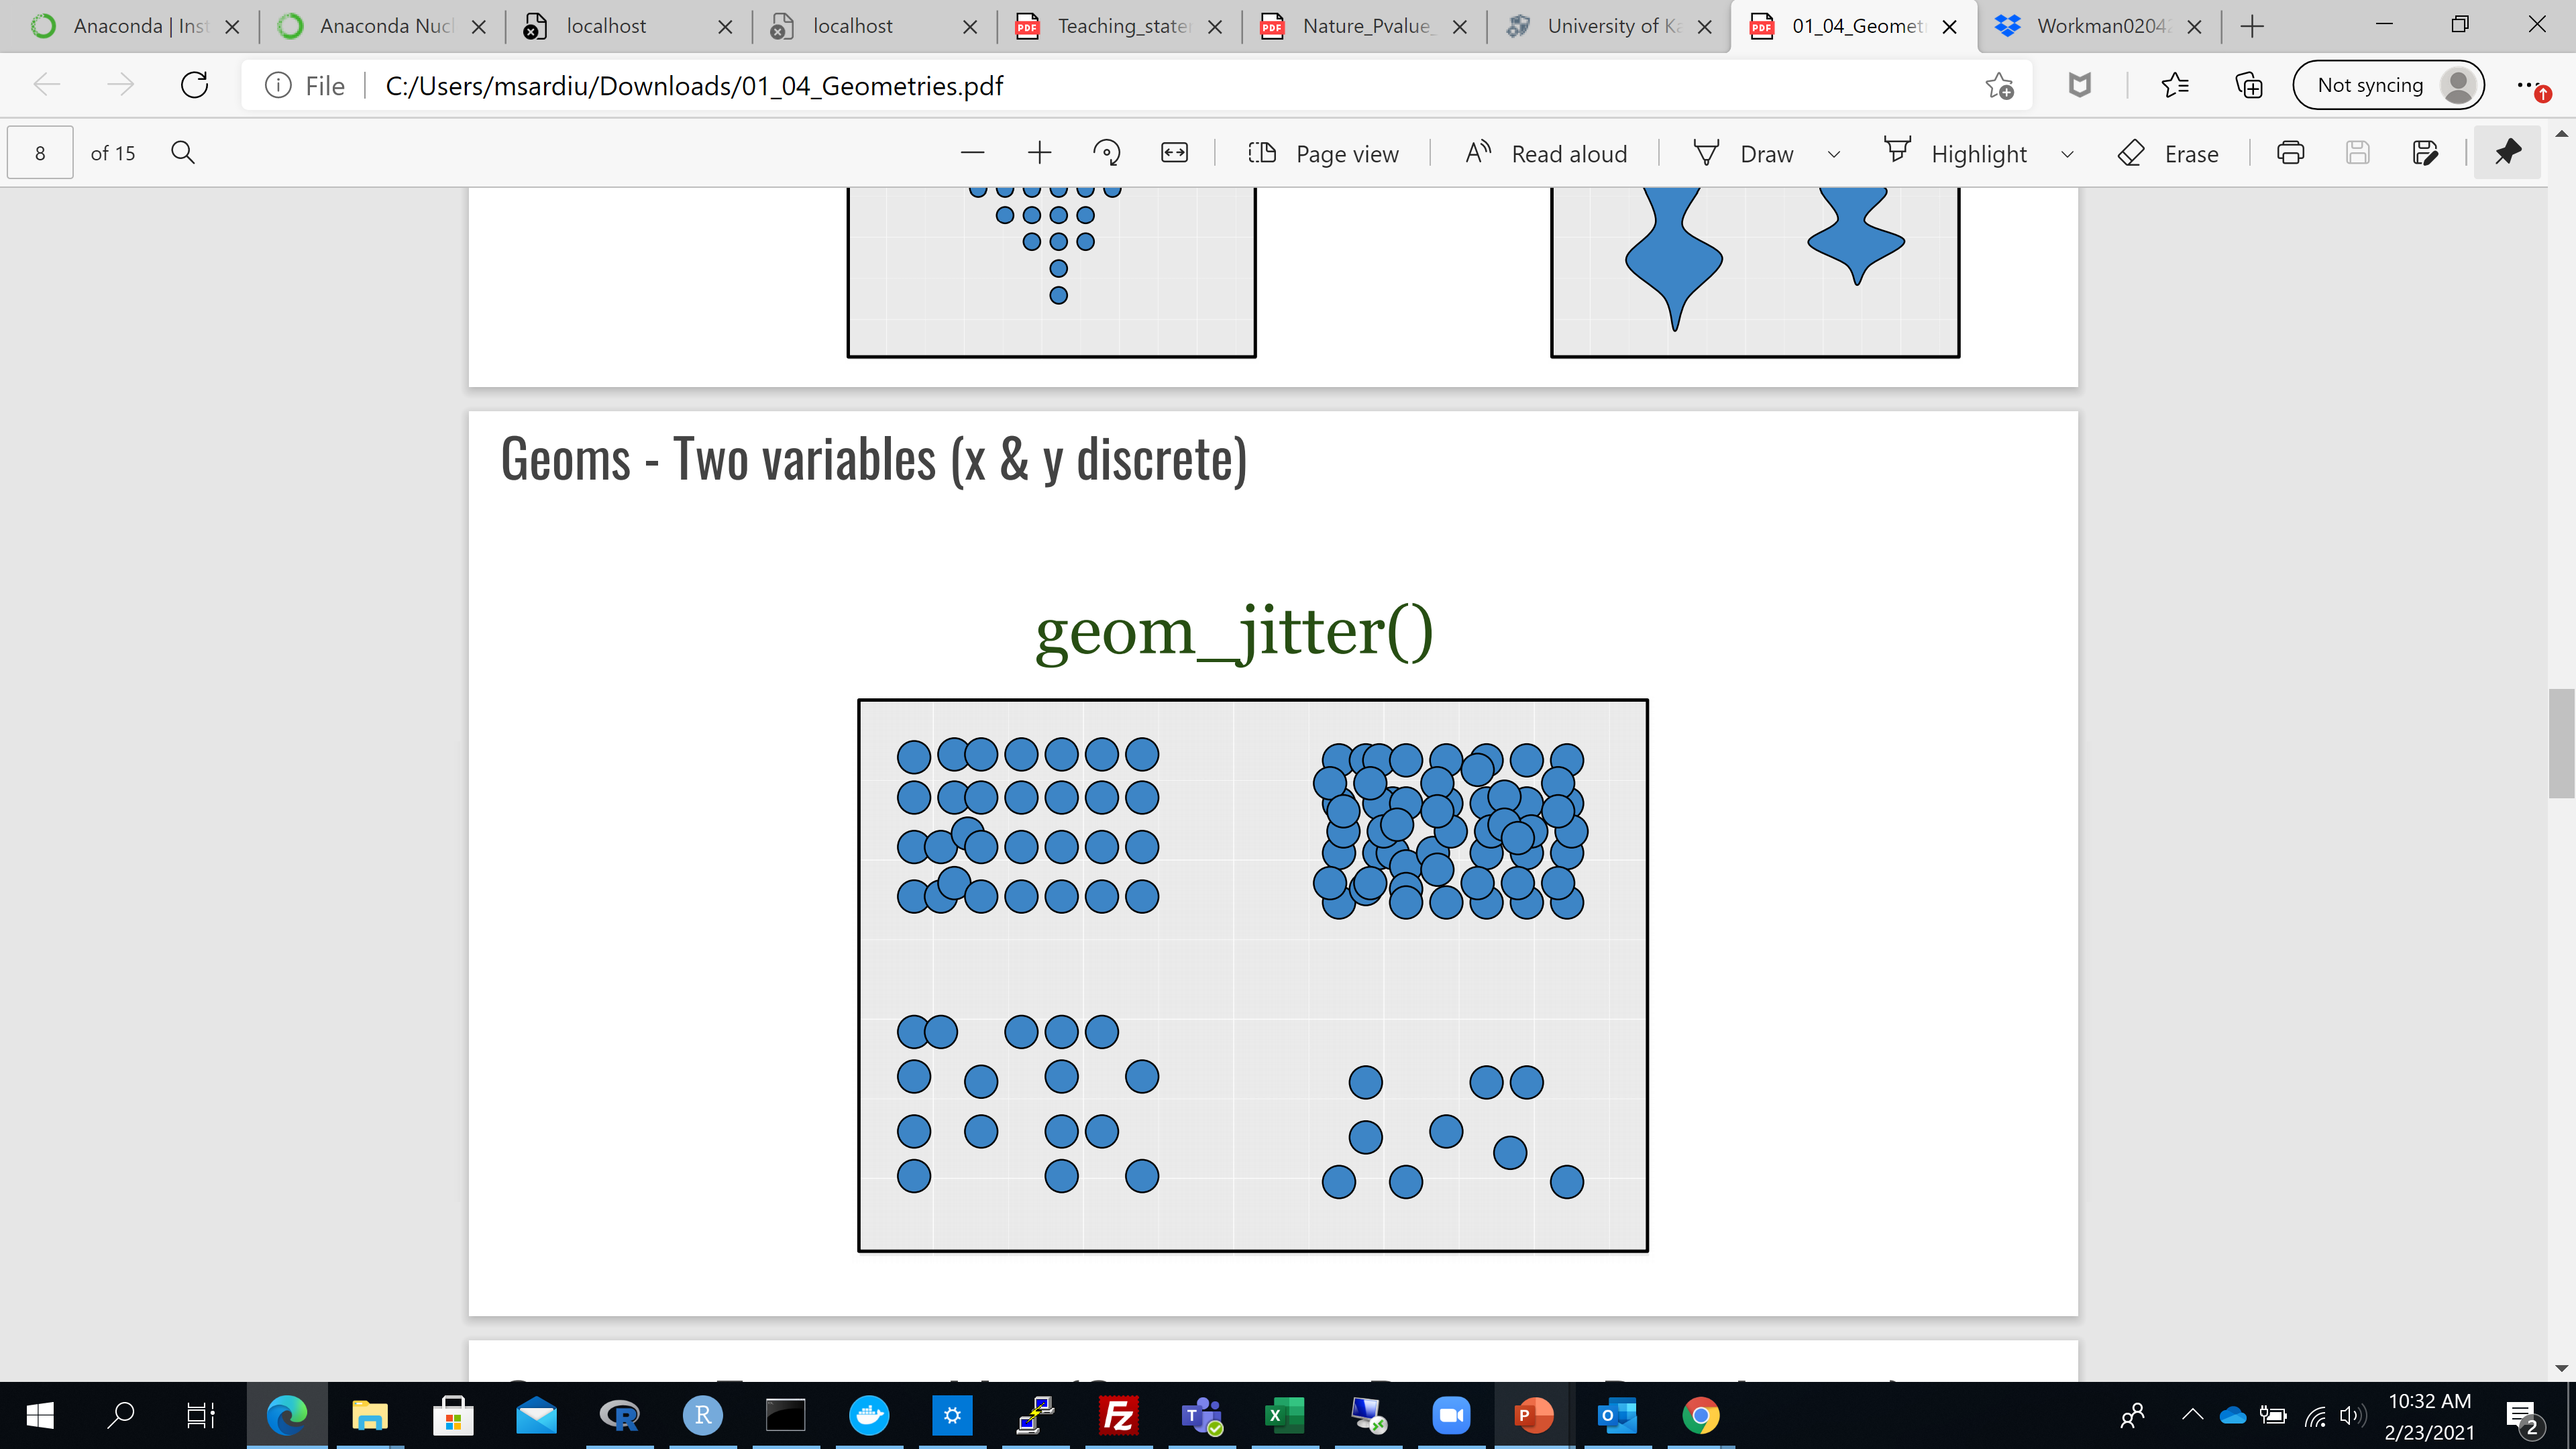 Anaconda | Inst
Anaconda Nucl
localhost
localhost
Teaching_state
Nature_Pvalue_
University of Ka
01_04_Geomet
Workman0204
File
C:/Users/msardiu/Downloads/01_04_Geometries.pdf
Not syncing
8 of 15
Page view
Read aloud
Draw
Highlight
Erase
Geoms - Two variables (x & y discrete)
geom_jitter()
10:32 AM
2/23/2021
2